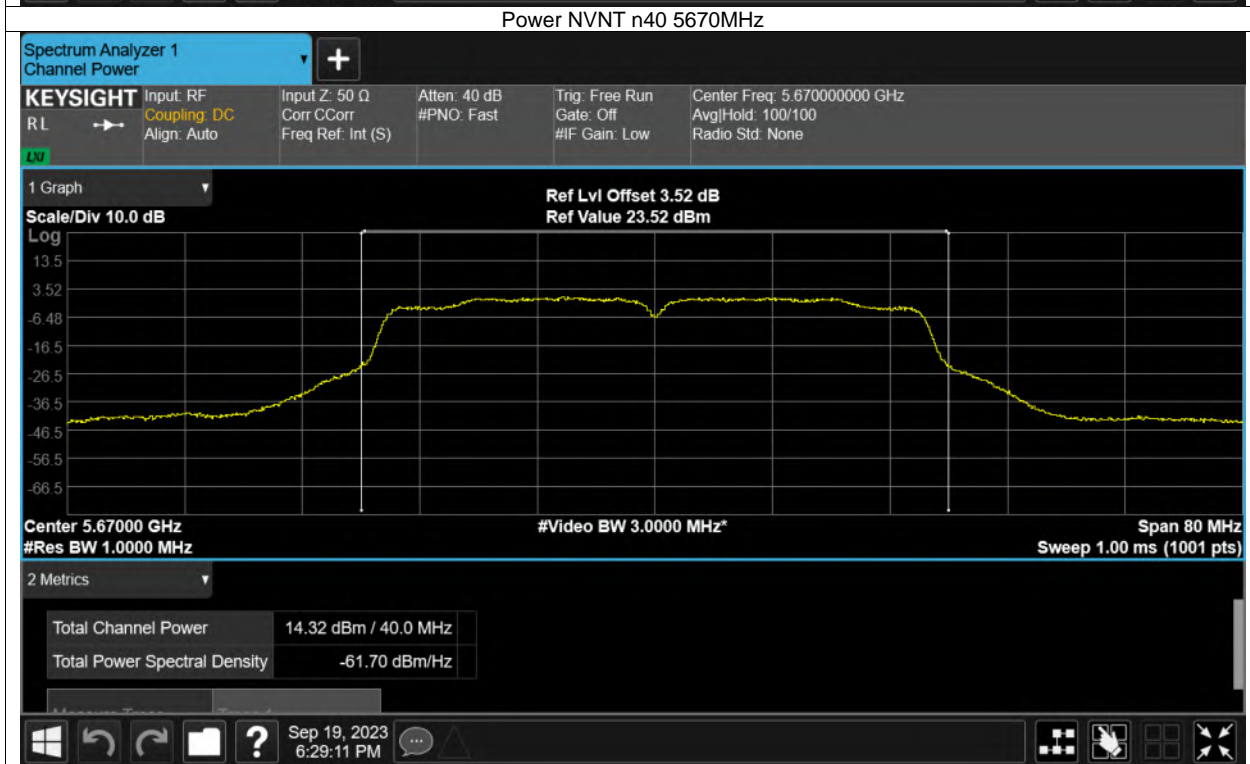 Power NVNT n40 5670MHz
Spectrum Analyzer 1
Channel Power
KEYSIGHT
RL
LXI
Input: RF
Coupling: DC
Align: Auto
Input Z: 50 Ω
Corr CCorr
Freq Ref: Int (S)
Atten: 40 dB
#PNO: Fast
Trig: Free Run
Gate: Off
#IF Gain: Low
Center Freq: 5.670000000 GHz
Avg|Hold: 100/100
Radio Std: None
1 Graph
Scale/Div 10.0 dB
Ref Lvl Offset 3.52 dB
Ref Value 23.52 dBm
Log
13.5
3.52
-6.48
-16.5
-26.5
-36.5
-46.5
-56.5
-66.5
Center 5.67000 GHz
#Video BW 3.0000 MHz*
Span 80 MHz
#Res BW 1.0000 MHz
Sweep 1.00 ms (1001 pts)
2 Metrics
Total Channel Power 14.32 dBm / 40.0 MHz
Total Power Spectral Density -61.70 dBm/Hz
Sep 19, 2023
6:29:11 PM